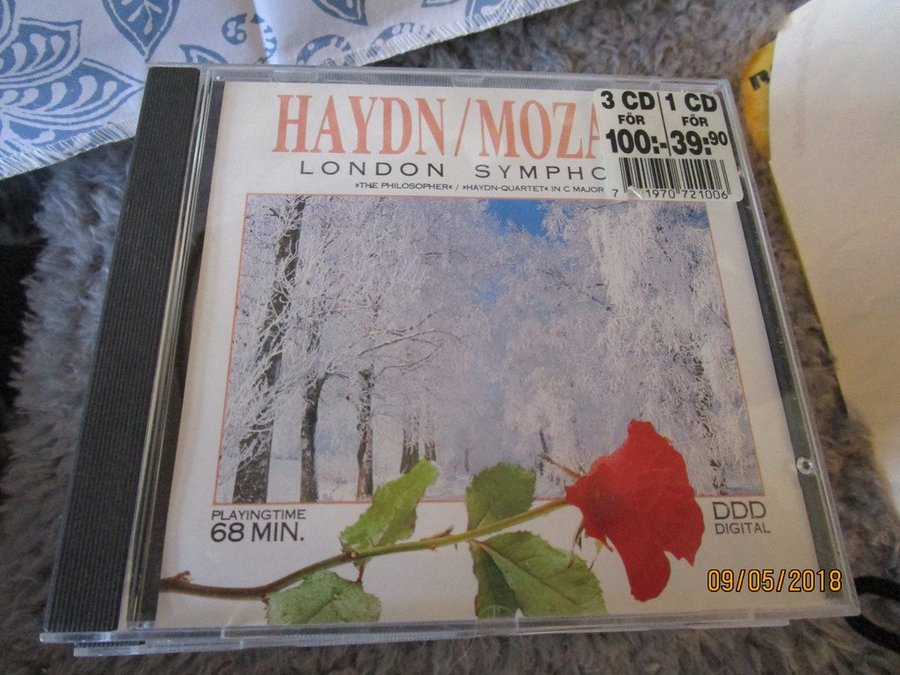 HAYDN/MOZA
LONDON SYMPHO
»THE PHILOSOPHER« / »HAYDN-QUARTET« IN C MAJOR
3 CD 1 CD
FÖR FÖR
100:- 39:90
7 1970 721006
PLAYINGTIME
68 MIN.
DDD
DIGITAL
09/05/2018